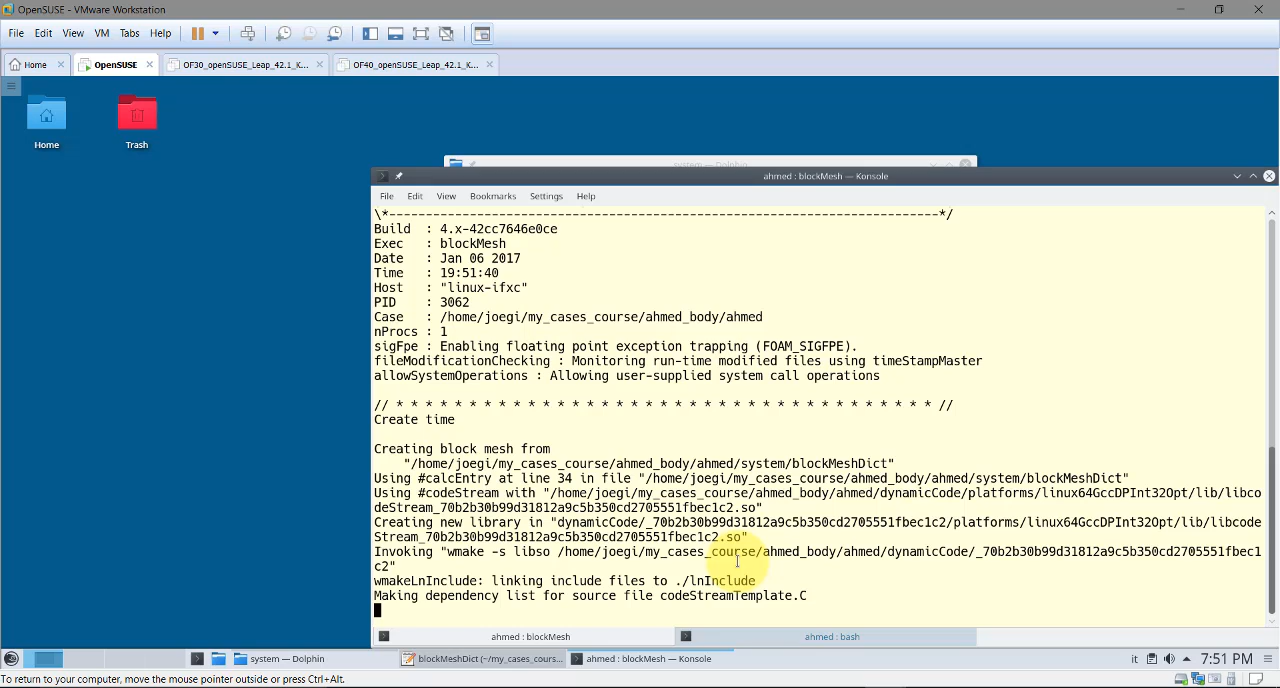 OpenSUSE - VMware Workstation
File Edit View VM Tabs Help
Home OpenSUSE OF30_openSUSE_Leap_42.1_K... OF40_openSUSE_Leap_42.1_K...
Home
Trash
system — Dolphin
ahmed : blockMesh — Konsole
File Edit View Bookmarks Settings Help
\*---------------------------------------------------------------------------*/
Build  : 4.x-42cc7646e0ce
Exec   : blockMesh
Date   : Jan 06 2017
Time   : 19:51:40
Host   : "linux-ifxc"
PID    : 3062
Case   : /home/joegi/my_cases_course/ahmed_body/ahmed
nProcs : 1
sigFpe : Enabling floating point exception trapping (FOAM_SIGFPE).
fileModificationChecking : Monitoring run-time modified files using timeStampMaster
allowSystemOperations : Allowing user-supplied system call operations
// * * * * * * * * * * * * * * * * * * * * * * * * * * * * * * * * * * * * * //
Create time
Creating block mesh from
"/home/joegi/my_cases_course/ahmed_body/ahmed/system/blockMeshDict"
Using #calcEntry at line 34 in file "/home/joegi/my_cases_course/ahmed_body/ahmed/system/blockMeshDict"
Using #codeStream with "/home/joegi/my_cases_course/ahmed_body/ahmed/dynamicCode/platforms/linux64GccDPInt32Opt/lib/libco
deStream_70b2b30b99d31812a9c5b350cd2705551fbec1c2.so"
Creating new library in "dynamicCode/_70b2b30b99d31812a9c5b350cd2705551fbec1c2/platforms/linux64GccDPInt32Opt/lib/libcode
Stream_70b2b30b99d31812a9c5b350cd2705551fbec1c2.so"
Invoking "wmake -s libso /home/joegi/my_cases_course/ahmed_body/ahmed/dynamicCode/_70b2b30b99d31812a9c5b350cd2705551fbec1
c2"
wmakeLnInclude: linking include files to ./lnInclude
Making dependency list for source file codeStreamTemplate.C
ahmed : blockMesh ahmed : bash
system — Dolphin blockMeshDict (~/my_cases_cours... ahmed : blockMesh — Konsole it 7:51 PM
To return to your computer, move the mouse pointer outside or press Ctrl+Alt.